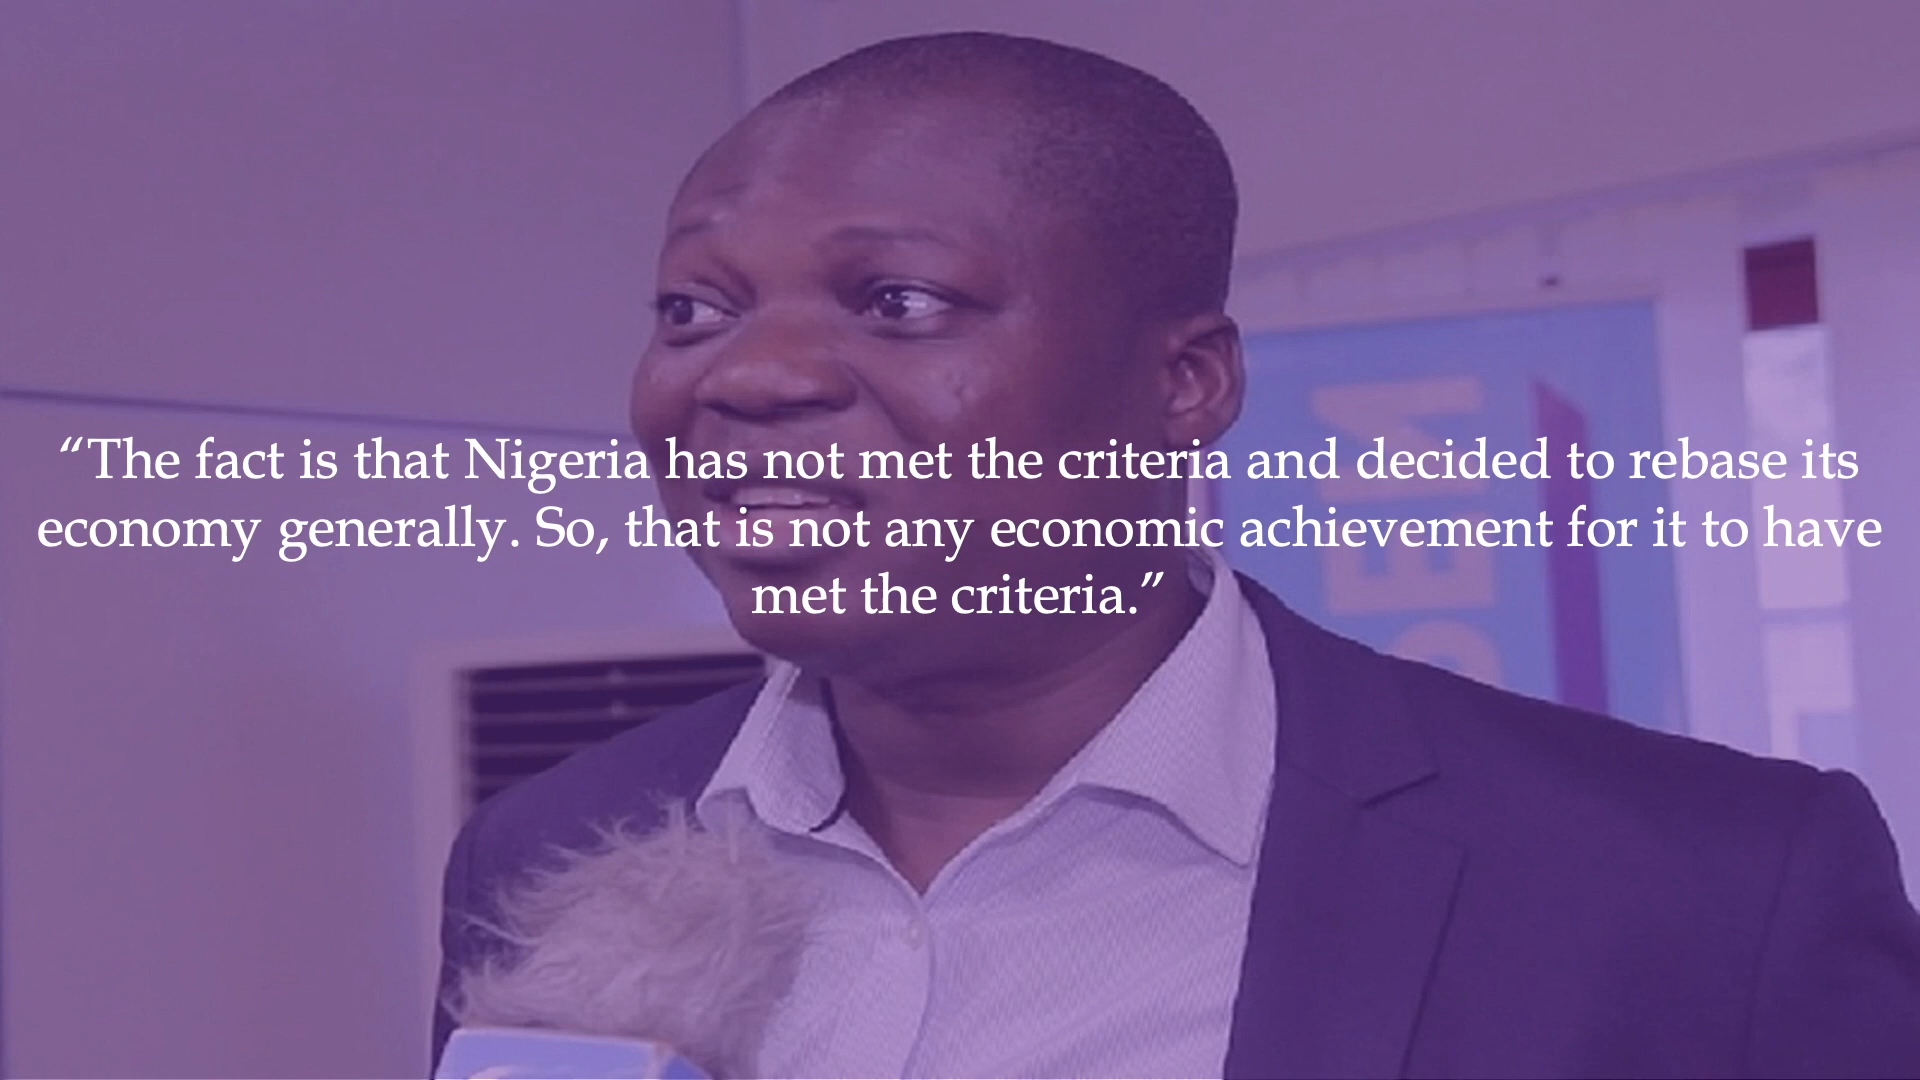 “The fact is that Nigeria has not met the criteria and decided to rebase its
economy generally. So, that is not any economic achievement for it to have
met the criteria.”